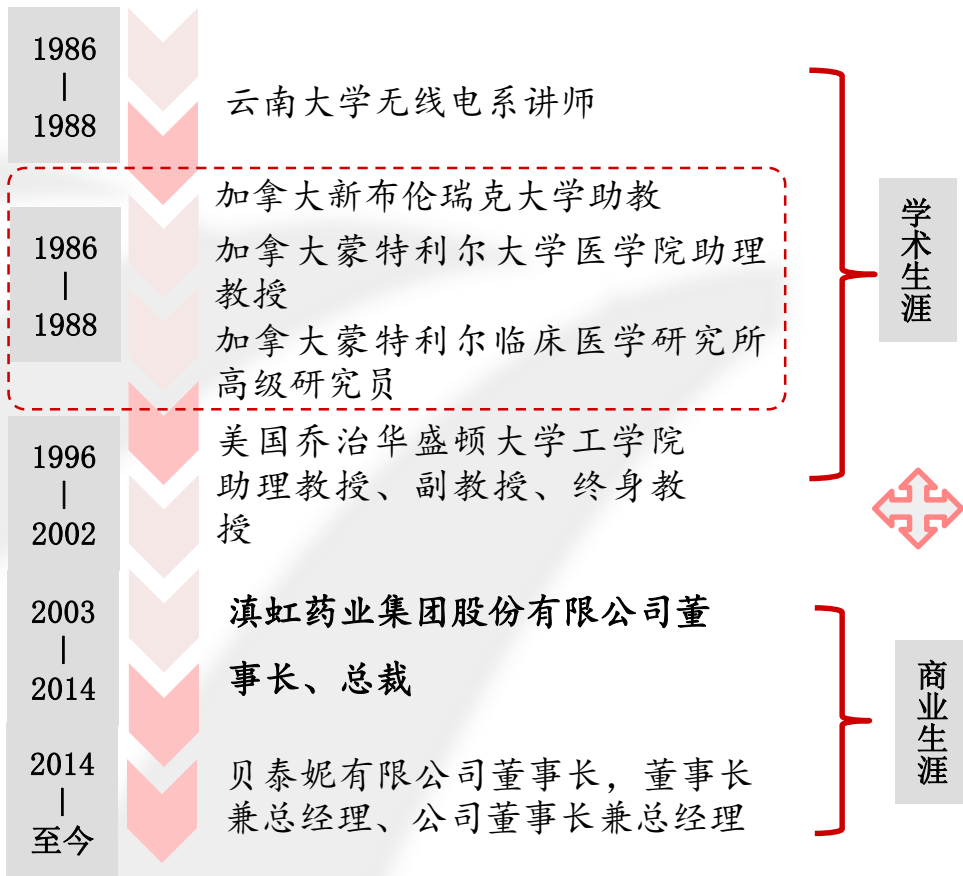 1986
|
1988
云南大学无线电系讲师
1986
|
1988
加拿大新布伦瑞克大学助教
加拿大蒙特利尔大学医学院助理
教授
加拿大蒙特利尔临床医学研究所
高级研究员
学术生涯
1996
|
2002
美国乔治华盛顿大学工学院
助理教授、副教授、终身教
授
2003
|
2014
滇虹药业集团股份有限公司董
事长、总裁
2014
|
至今
贝泰妮有限公司董事长，董事长
兼总经理、公司董事长兼总经理
商业生涯